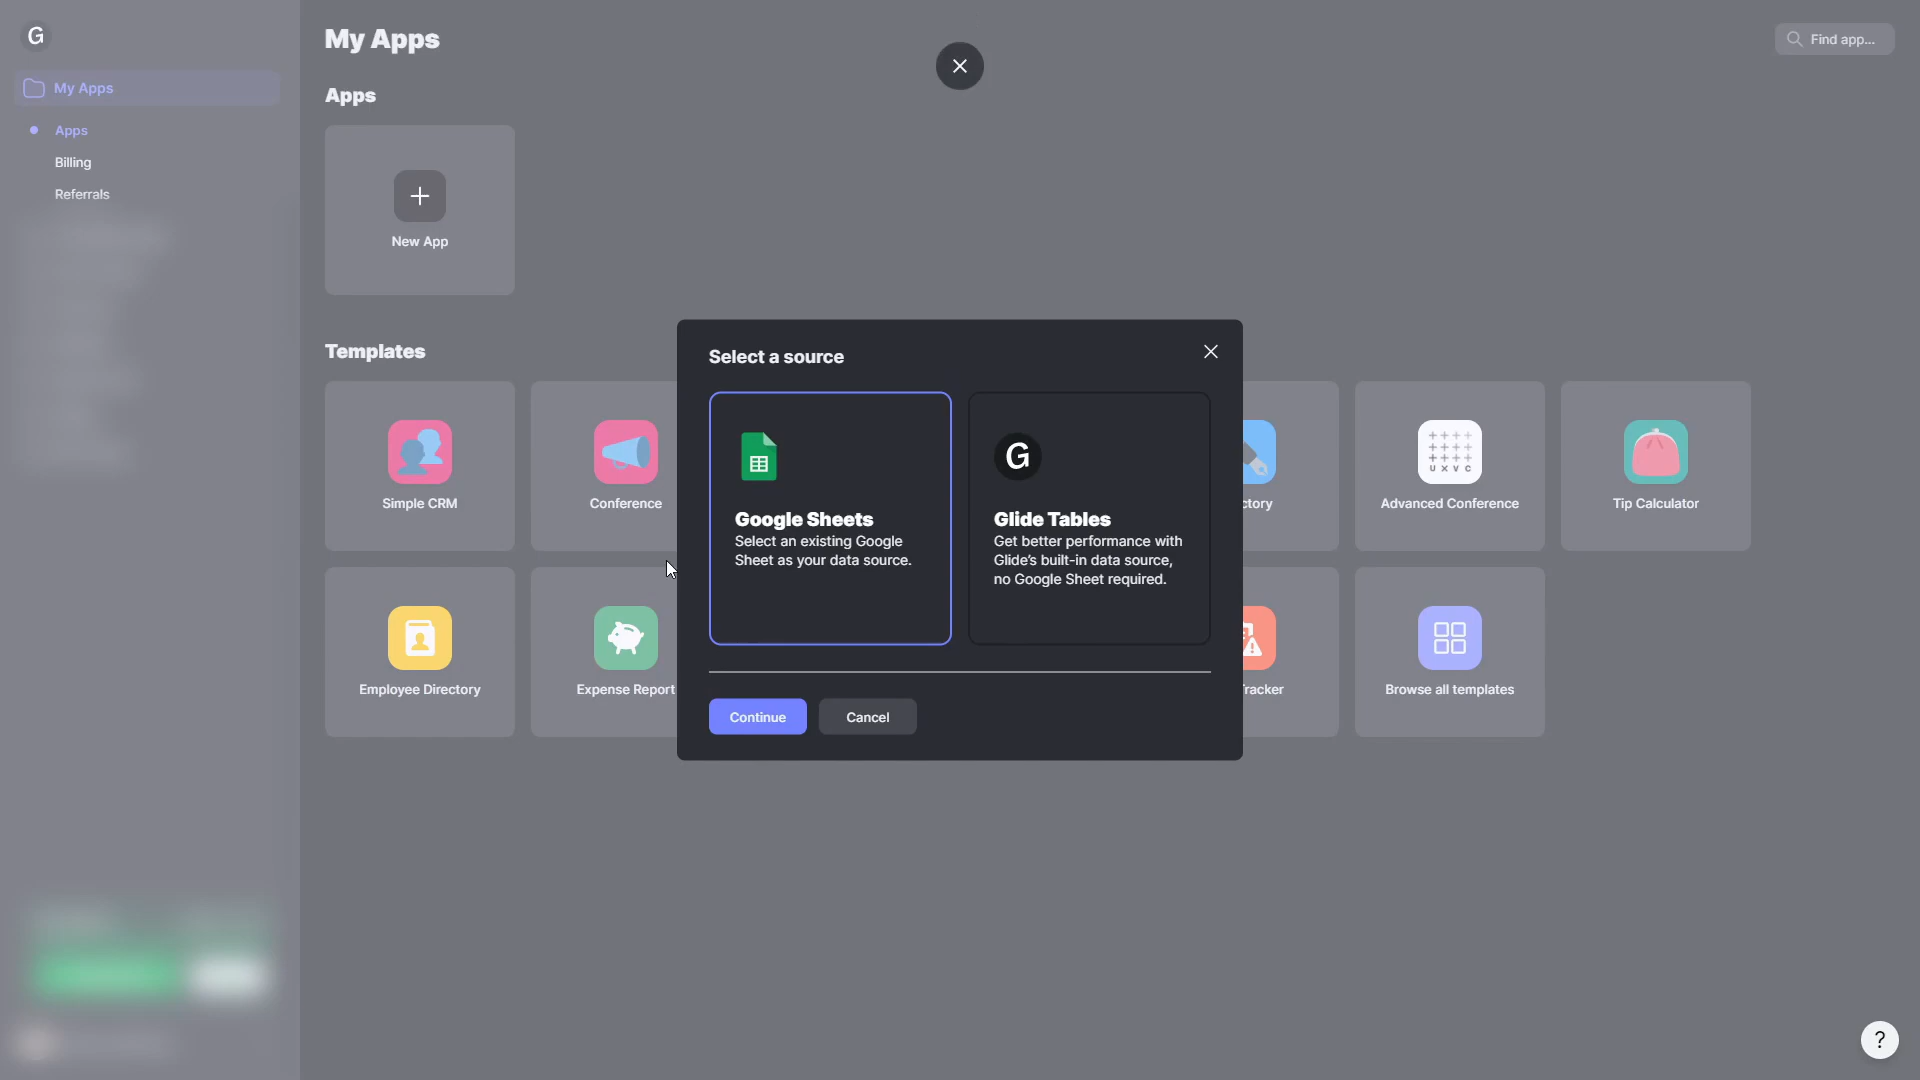 G
My Apps
Apps
Billing
Referrals
My Apps
Find app...
Apps
New App
Templates
Simple CRM
Conference
ctory
Advanced Conference
U X V C
Tip Calculator
Employee Directory
Expense Report
racker
Browse all templates
Select a source
Google Sheets
Select an existing Google
Sheet as your data source.
G
Glide Tables
Get better performance with
Glide's built-in data source,
no Google Sheet required.
Continue
Cancel
?